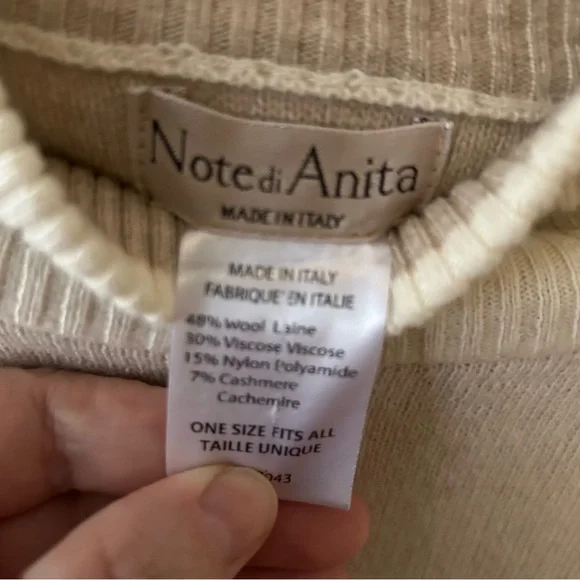 Note di Anita
MADE IN ITALY
MADE IN ITALY
FABRIQUE' EN ITALIE
48% Wool Laine
30% Viscose Viscose
15% Nylon Polyamide
7% Cashmere
Cachemire
ONE SIZE FITS ALL
TAILLE UNIQUE